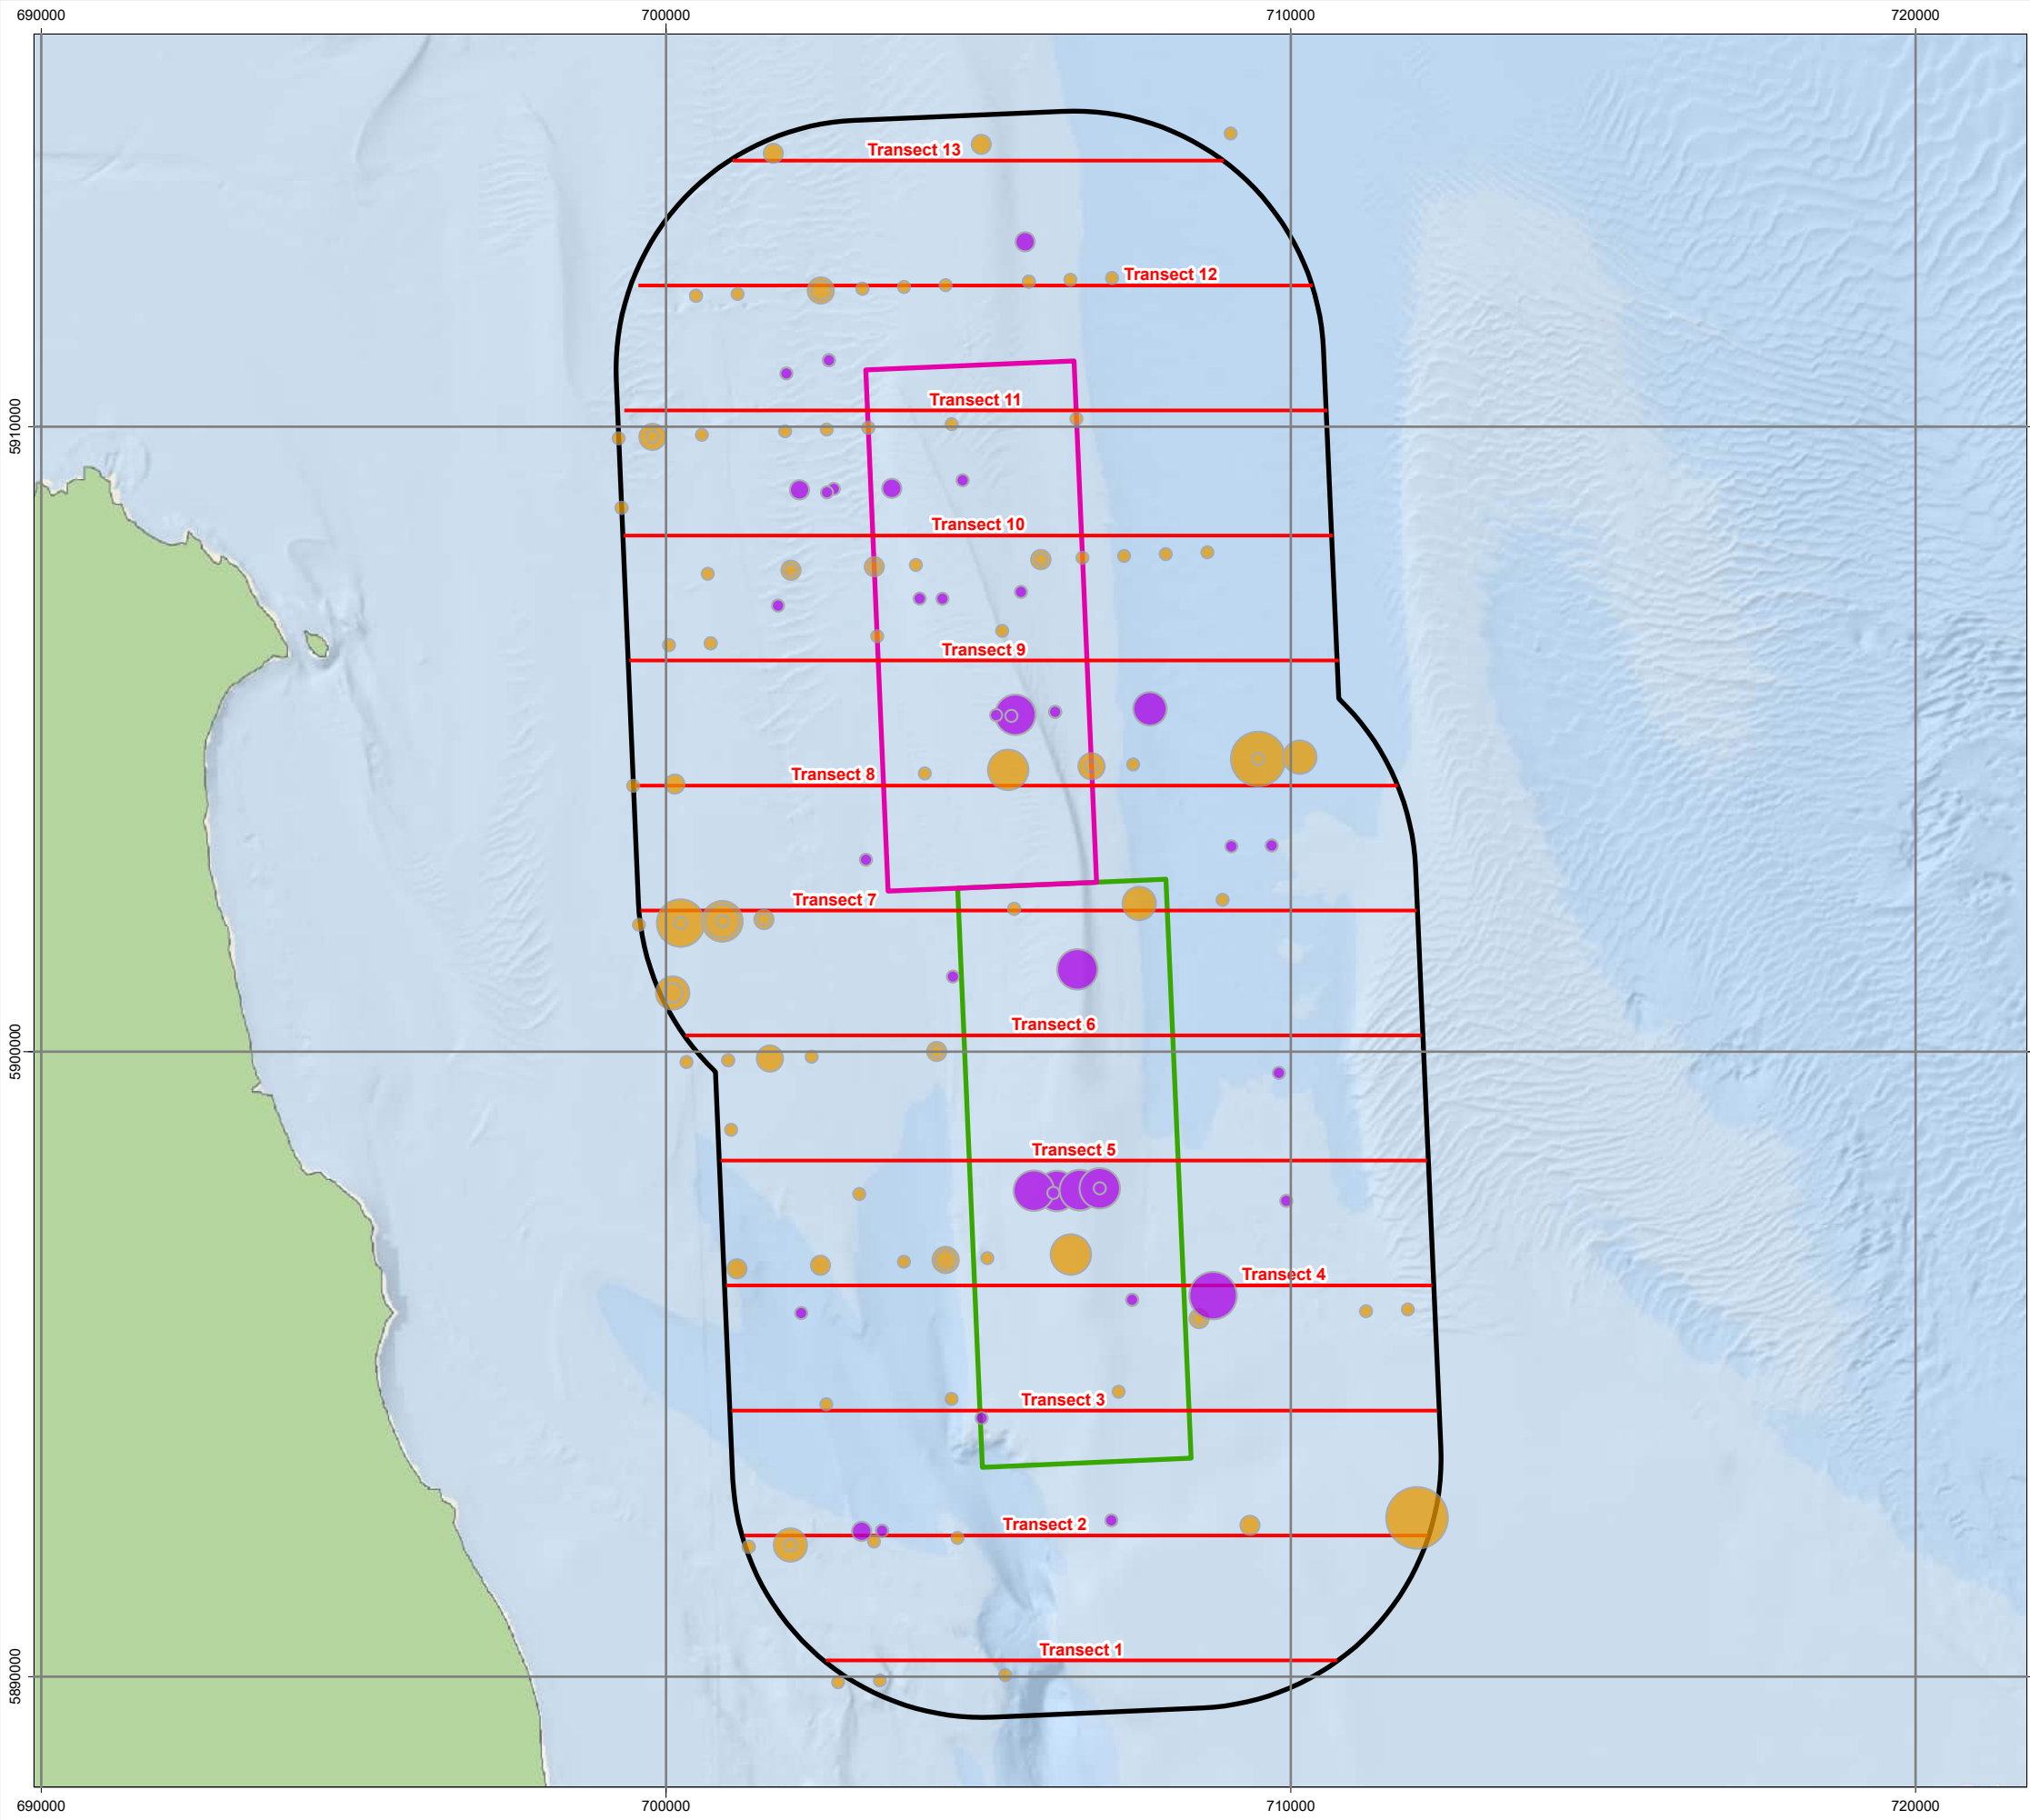 690000
700000
710000
720000
Transect 13
Transect 12
Transect 11
5910000
Transect 10
Transect 9
Transect 8
Transect 7
Transect 6
5900000
Transect 5
Transect 4
Transect 3
Transect 2
Transect 1
5890000
690000
700000
710000
720000